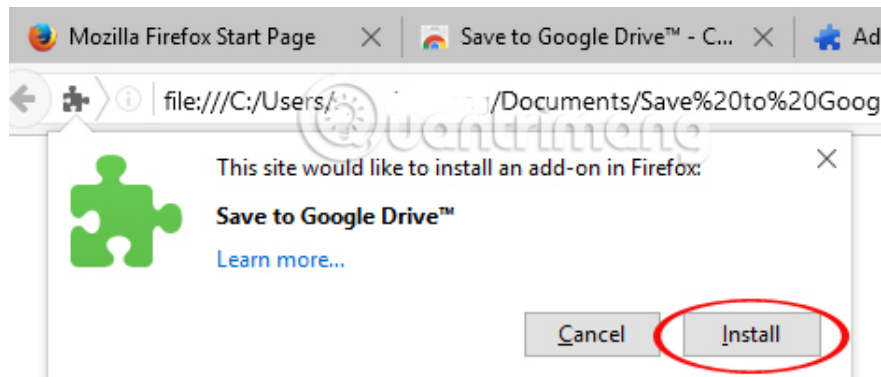 Mozilla Firefox Start Page
Save to Google Drive™ - C...
Ad
file:///C:/Users/ /Documents/Save%20to%20Goog
Quantrimang
This site would like to install an add-on in Firefox:
Save to Google Drive™
Learn more...
Cancel
Install